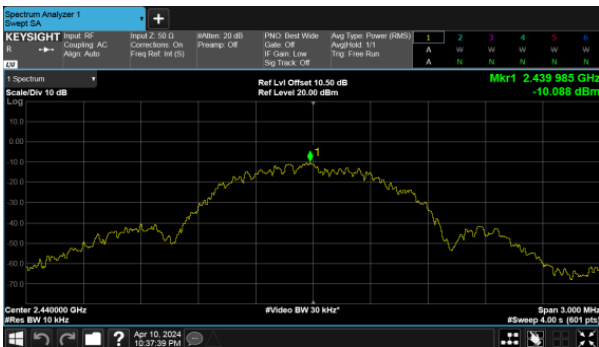 Spectrum Analyzer 1
Swept SA
+
KEYSIGHT Input: RF Input Z: 50 Ω #Atten: 20 dB PNO: Best Wide Avg Type: Power (RMS) 1 2 3 4 5 6
R Coupling: AC Corrections: On Preamp: Off Gate: Off Avg|Hold: 1/1 A W W W W W
Align: Auto Freq Ref: Int (S) IF Gain: Low Trig: Free Run
LXI Sig Track: Off A N N N N N
1 Spectrum Ref Lvl Offset 10.50 dB Mkr1 2.439 985 GHz
Scale/Div 10 dB Ref Level 20.00 dBm -10.088 dBm
Log
10.0
0.00
1
-10.0
-20.0
-30.0
-40.0
-50.0
-60.0
-70.0
Center 2.440000 GHz #Video BW 30 kHz* Span 3.000 MHz
#Res BW 10 kHz #Sweep 4.00 s (601 pts)
? Apr 10, 2024
10:37:39 PM